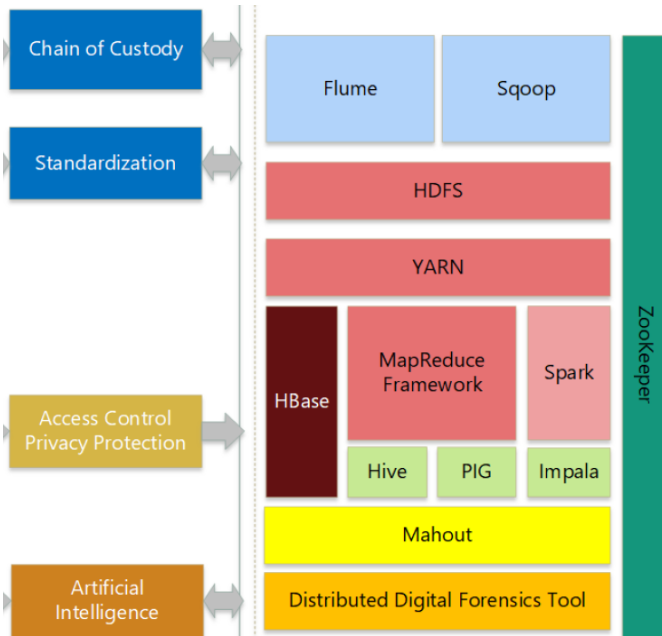 Chain of Custody
Standardization
Access Control
Privacy Protection
Artificial
Intelligence
Flume
Sqoop
HDFS
YARN
HBase
MapReduce
Framework
Spark
Hive
PIG
Impala
Mahout
Distributed Digital Forensics Tool
ZooKeeper